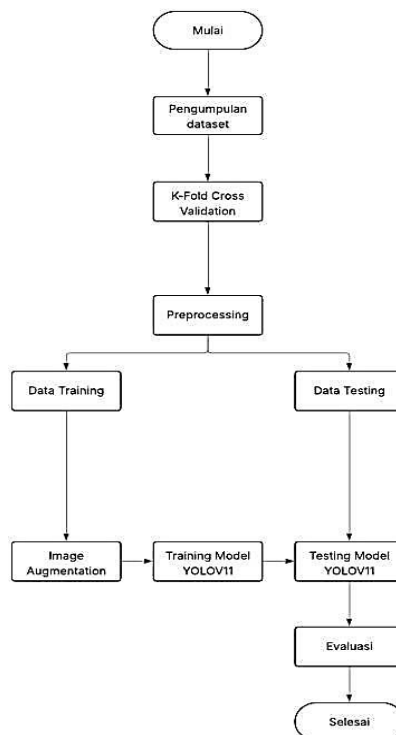 Mulai
Pengumpulan
dataset
K-Fold Cross
Validation
Preprocessing
Data Training
Data Testing
Image
Augmentation
Training Model
YOLOV11
Testing Model
YOLOV11
Evaluasi
Selesai